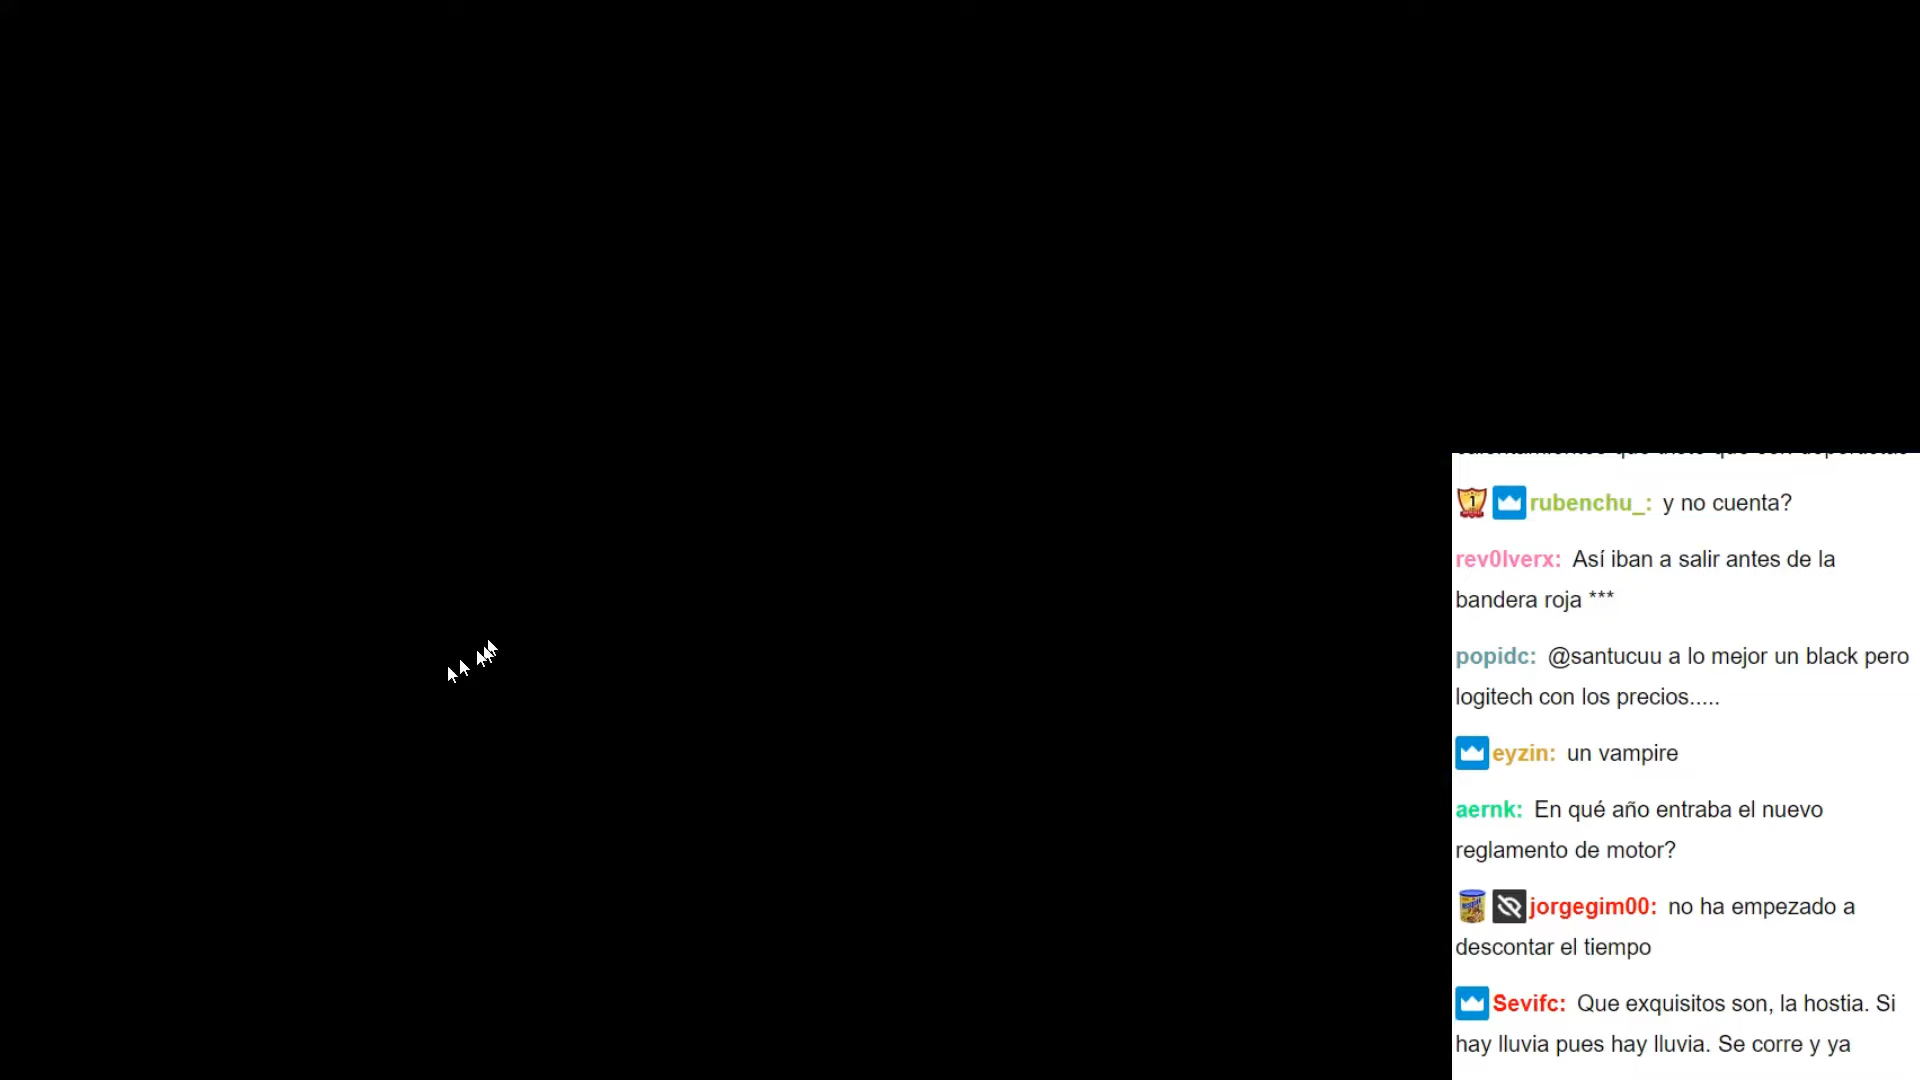 rubenchu_: y no cuenta?
rev0lverx: Así iban a salir antes de la
bandera roja ***
popidc: @santucuu a lo mejor un black pero
logitech con los precios.....
eyzin: un vampire
aernk: En qué año entraba el nuevo
reglamento de motor?
jorgegim00: no ha empezado a
descontar el tiempo
Sevifc: Que exquisitos son, la hostia. Si
hay lluvia pues hay lluvia. Se corre y ya